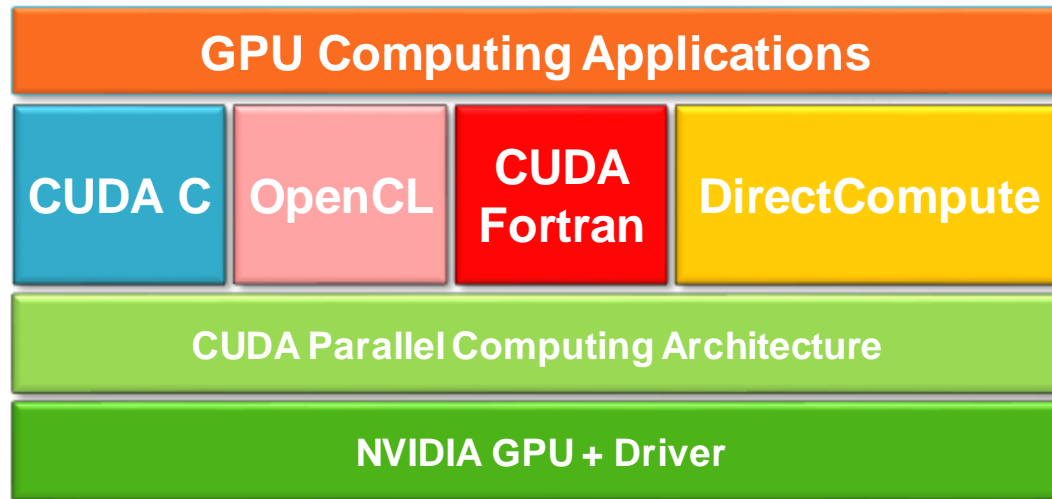 GPU Computing Applications
CUDA C
OpenCL
CUDA
Fortran
DirectCompute
CUDA Parallel Computing Architecture
NVIDIA GPU + Driver